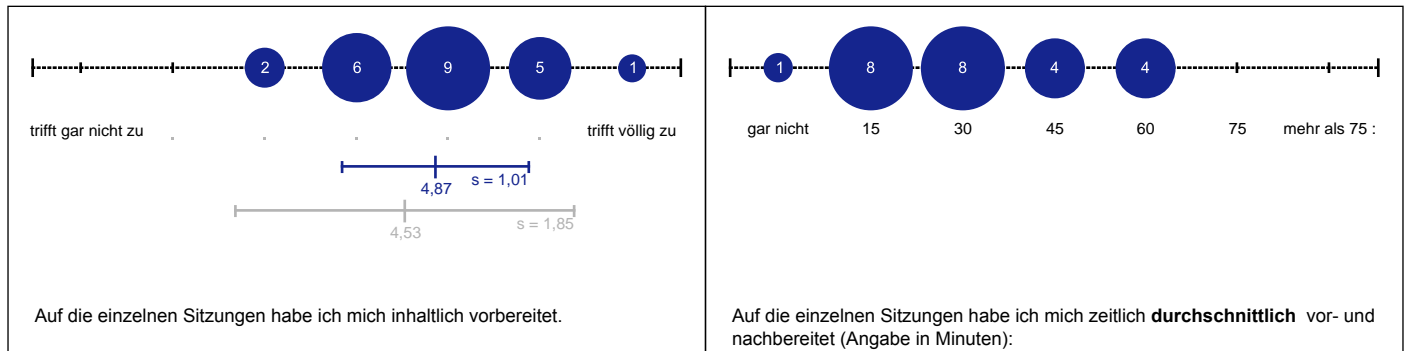 2 6 9 5 1
trifft gar nicht zu . . . . . trifft völlig zu
s = 1,01
4,87
s = 1,85
4,53
Auf die einzelnen Sitzungen habe ich mich inhaltlich vorbereitet.
1 8 8 4 4
gar nicht 15 30 45 60 75 mehr als 75 :
Auf die einzelnen Sitzungen habe ich mich zeitlich durchschnittlich vor- und
nachbereitet (Angabe in Minuten):